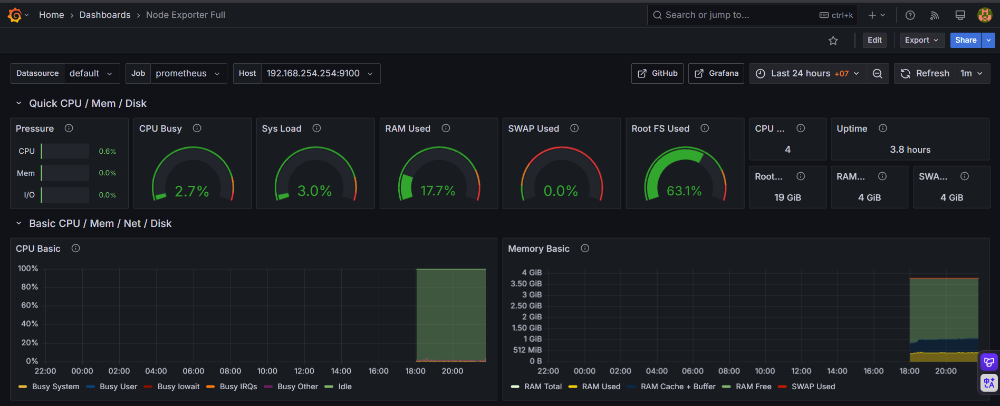 Home > Dashboards > Node Exporter Full
Search or jump to... ctrl+k
Edit Export Share
Datasource default Job prometheus Host 192.168.254.254:9100 GitHub Grafana Last 24 hours +07 Refresh 1m
Quick CPU / Mem / Disk
Pressure
CPU 0.6%
Mem 0.0%
I/O 0.0%
CPU Busy
2.7%
Sys Load
3.0%
RAM Used
17.7%
SWAP Used
0.0%
Root FS Used
63.1%
CPU ...
4
Uptime
3.8 hours
Root...
19 GiB
RAM...
4 GiB
SWA...
4 GiB
Basic CPU / Mem / Net / Disk
CPU Basic
100%
80%
60%
40%
20%
0%
22:00 00:00 02:00 04:00 06:00 08:00 10:00 12:00 14:00 16:00 18:00 20:00
Busy System Busy User Busy Iowait Busy IRQs Busy Other Idle
Memory Basic
4 GiB
3.50 GiB
3 GiB
2.50 GiB
2 GiB
1.50 GiB
1 GiB
512 MiB
0 B
22:00 00:00 02:00 04:00 06:00 08:00 10:00 12:00 14:00 16:00 18:00 20:00
RAM Total RAM Used RAM Cache + Buffer RAM Free SWAP Used
中A